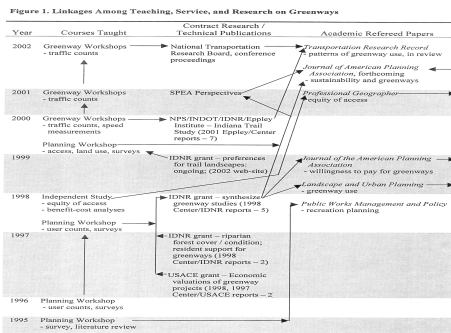 Figure 1. Linkages Among Teaching, Service, and Research on Greenways
Year
Courses Taught
Contract Research /
Technical Publications
Academic Refereed Papers
2002
Greenway Workshops
- traffic counts
National Transportation
Research Board, conference
proceedings
Transportation Research Record
- patterns of greenway use, in review
Journal of American Planning
Association, forthcoming
- sustainability and greenways
2001
Greenway Workshops
- traffic counts
SPEA Perspectives
Professional Geographer
- equity of access
2000
Greenway Workshops
- traffic counts, speed
measurements
Planning Workshop
- access, land use, surveys
NPS/INDOT/IDNR/Eppley
Institute – Indiana Trail
Study (2001 Eppley/Center
reports – 7)
1999
IDNR grant – preferences
for trail landscapes:
ongoing; (2002 web-site)
Journal of the American Planning
Association
- willingness to pay for greenways
Landscape and Urban Planning
- greenway use
1998
Independent Study
- equity of access
- benefit-cost analyses
Planning Workshop
- user counts, surveys
IDNR grant – synthesize
greenway studies (1998
Center/IDNR reports – 5)
Public Works Management and Policy
- recreation planning
1997
IDNR grant – riparian
forest cover / condition;
resident support for
greenways (1998
Center/IDNR reports – 2)
USACE grant – Economic
valuations of greenway
projects (1998, 1997
Center/USACE reports – 2
1996
Planning Workshop
- user counts, surveys
1995
Planning Workshop
- survey, literature review